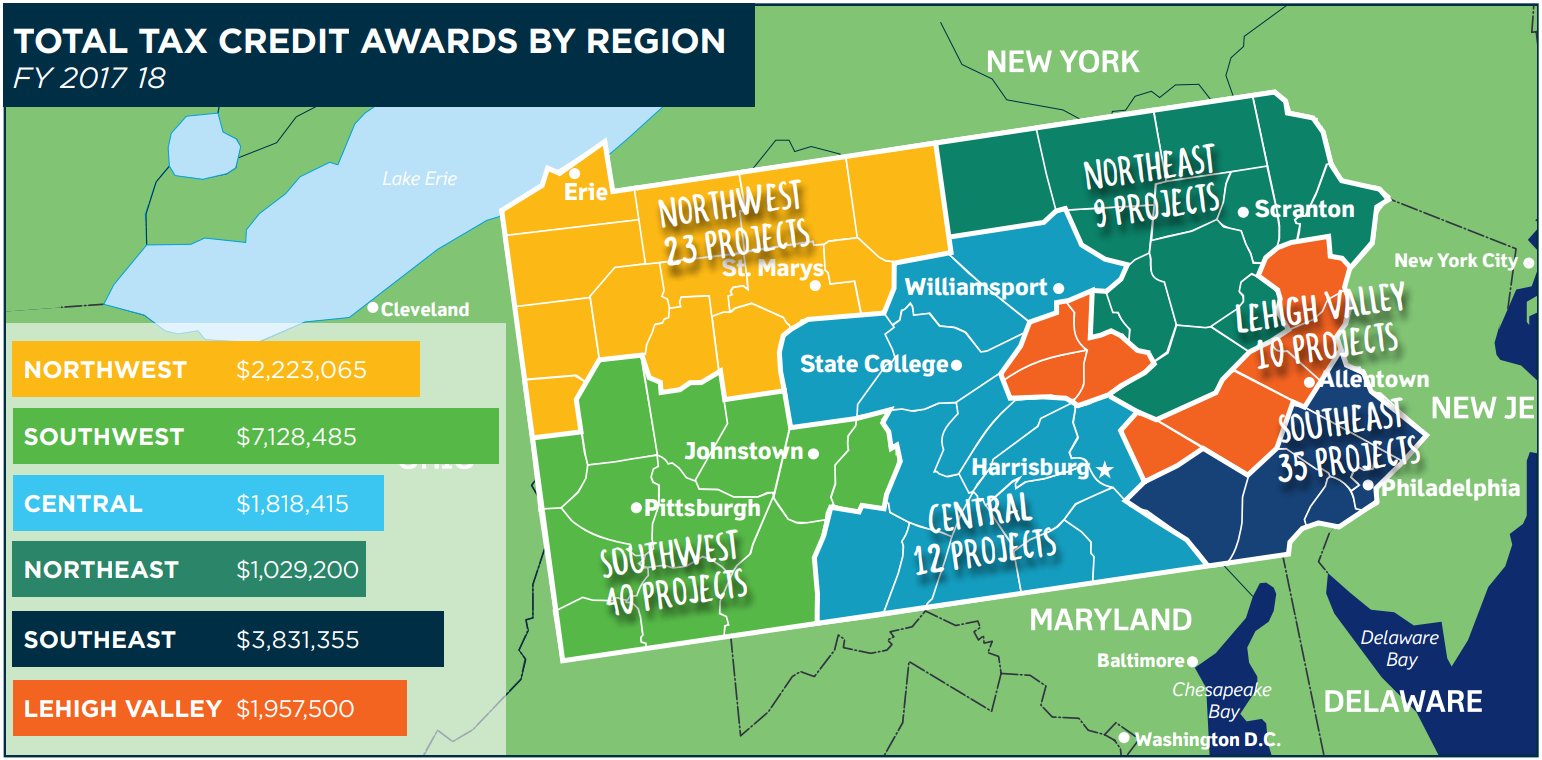 TOTAL TAX CREDIT AWARDS BY REGION
FY 2017 18
NEW YORK
Lake Erie
Erie
NORTHWEST
23 PROJECTS
St. Marys
NORTHEAST
9 PROJECTS
Scranton
New York City
Cleveland
Williamsport
LEHIGH VALLEY
10 PROJECTS
State College
Allentown
NEW JE
SOUTHEAST
35 PROJECTS
Johnstown
Harrisburg
Philadelphia
Pittsburgh
CENTRAL
12 PROJECTS
SOUTHWEST
40 PROJECTS
NORTHWEST $2,223,065
SOUTHWEST $7,128,485
OHIO
CENTRAL $1,818,415
NORTHEAST $1,029,200
SOUTHEAST $3,831,355
LEHIGH VALLEY $1,957,500
MARYLAND
Baltimore
Delaware
Bay
Chesapeake
Bay
DELAWARE
Washington D.C.